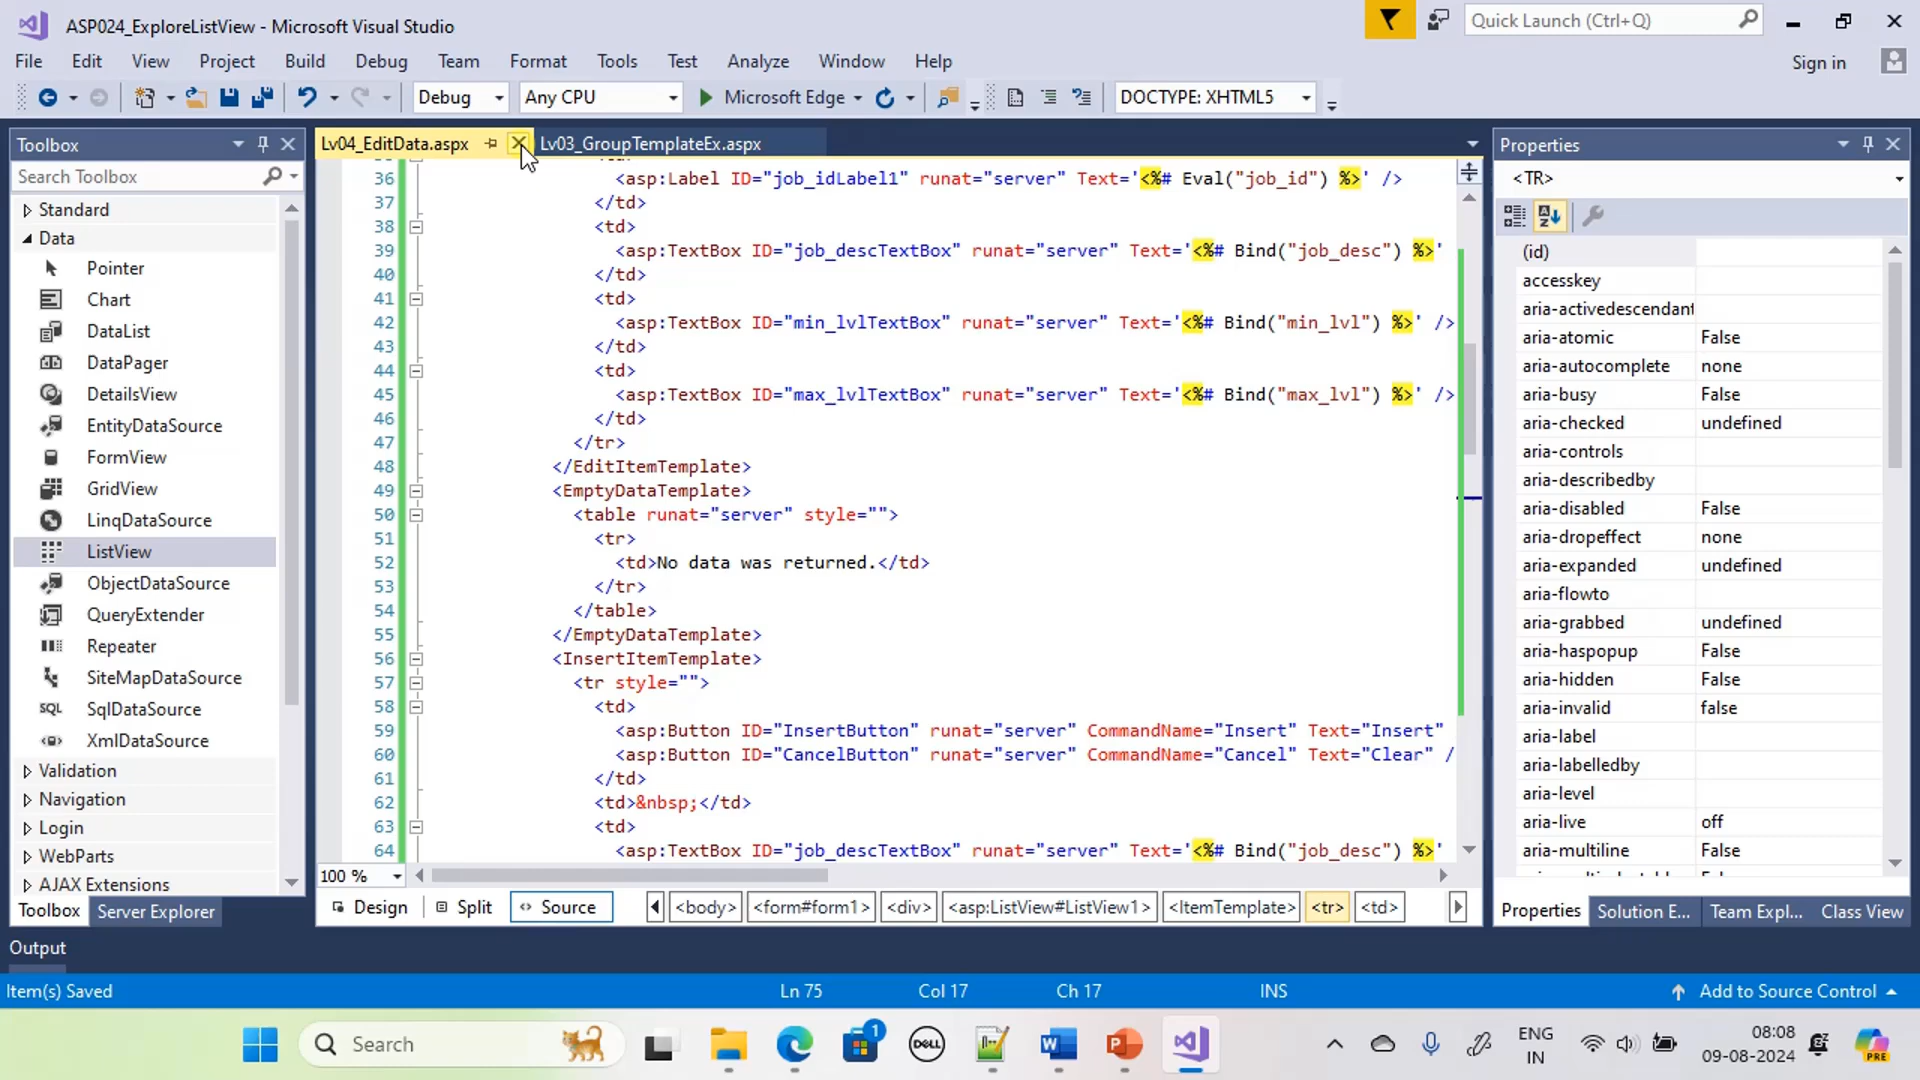 ASP024_ExploreListView - Microsoft Visual Studio
Quick Launch (Ctrl+Q)
File Edit View Project Build Debug Team Format Tools Test Analyze Window Help
Sign in
Debug Any CPU Microsoft Edge DOCTYPE: XHTML5
Toolbox
Search Toolbox
Standard
Data
Pointer
Chart
DataList
DataPager
DetailsView
EntityDataSource
FormView
GridView
LinqDataSource
ListView
ObjectDataSource
QueryExtender
Repeater
SiteMapDataSource
SQL SqlDataSource
XmlDataSource
Validation
Navigation
Login
WebParts
AJAX Extensions
Toolbox Server Explorer
Lv04_EditData.aspx Lv03_GroupTemplateEx.aspx
36 <asp:Label ID="job_idLabel1" runat="server" Text='<%# Eval("job_id") %>' />
37 </td>
38 <td>
39 <asp:TextBox ID="job_descTextBox" runat="server" Text='<%# Bind("job_desc") %>'
40 </td>
41 <td>
42 <asp:TextBox ID="min_lvlTextBox" runat="server" Text='<%# Bind("min_lvl") %>' />
43 </td>
44 <td>
45 <asp:TextBox ID="max_lvlTextBox" runat="server" Text='<%# Bind("max_lvl") %>' />
46 </td>
47 </tr>
48 </EditItemTemplate>
49 <EmptyDataTemplate>
50 <table runat="server" style="">
51 <tr>
52 <td>No data was returned.</td>
53 </tr>
54 </table>
55 </EmptyDataTemplate>
56 <InsertItemTemplate>
57 <tr style="">
58 <td>
59 <asp:Button ID="InsertButton" runat="server" CommandName="Insert" Text="Insert"
60 <asp:Button ID="CancelButton" runat="server" CommandName="Cancel" Text="Clear" /
61 </td>
62 <td>&nbsp;</td>
63 <td>
64 <asp:TextBox ID="job_descTextBox" runat="server" Text='<%# Bind("job_desc") %>'
100 %
Design Split Source <body> <form#form1> <div> <asp:ListView#ListView1> <ItemTemplate> <tr> <td>
Properties
<TR>
(id)
accesskey
aria-activedescendant
aria-atomic False
aria-autocomplete none
aria-busy False
aria-checked undefined
aria-controls
aria-describedby
aria-disabled False
aria-dropeffect none
aria-expanded undefined
aria-flowto
aria-grabbed undefined
aria-haspopup False
aria-hidden False
aria-invalid false
aria-label
aria-labelledby
aria-level
aria-live off
aria-multiline False
Properties Solution E... Team Expl... Class View
Output
Item(s) Saved Ln 75 Col 17 Ch 17 INS Add to Source Control
Search
1
DELL
ENG
IN
08:08
09-08-2024
PRE